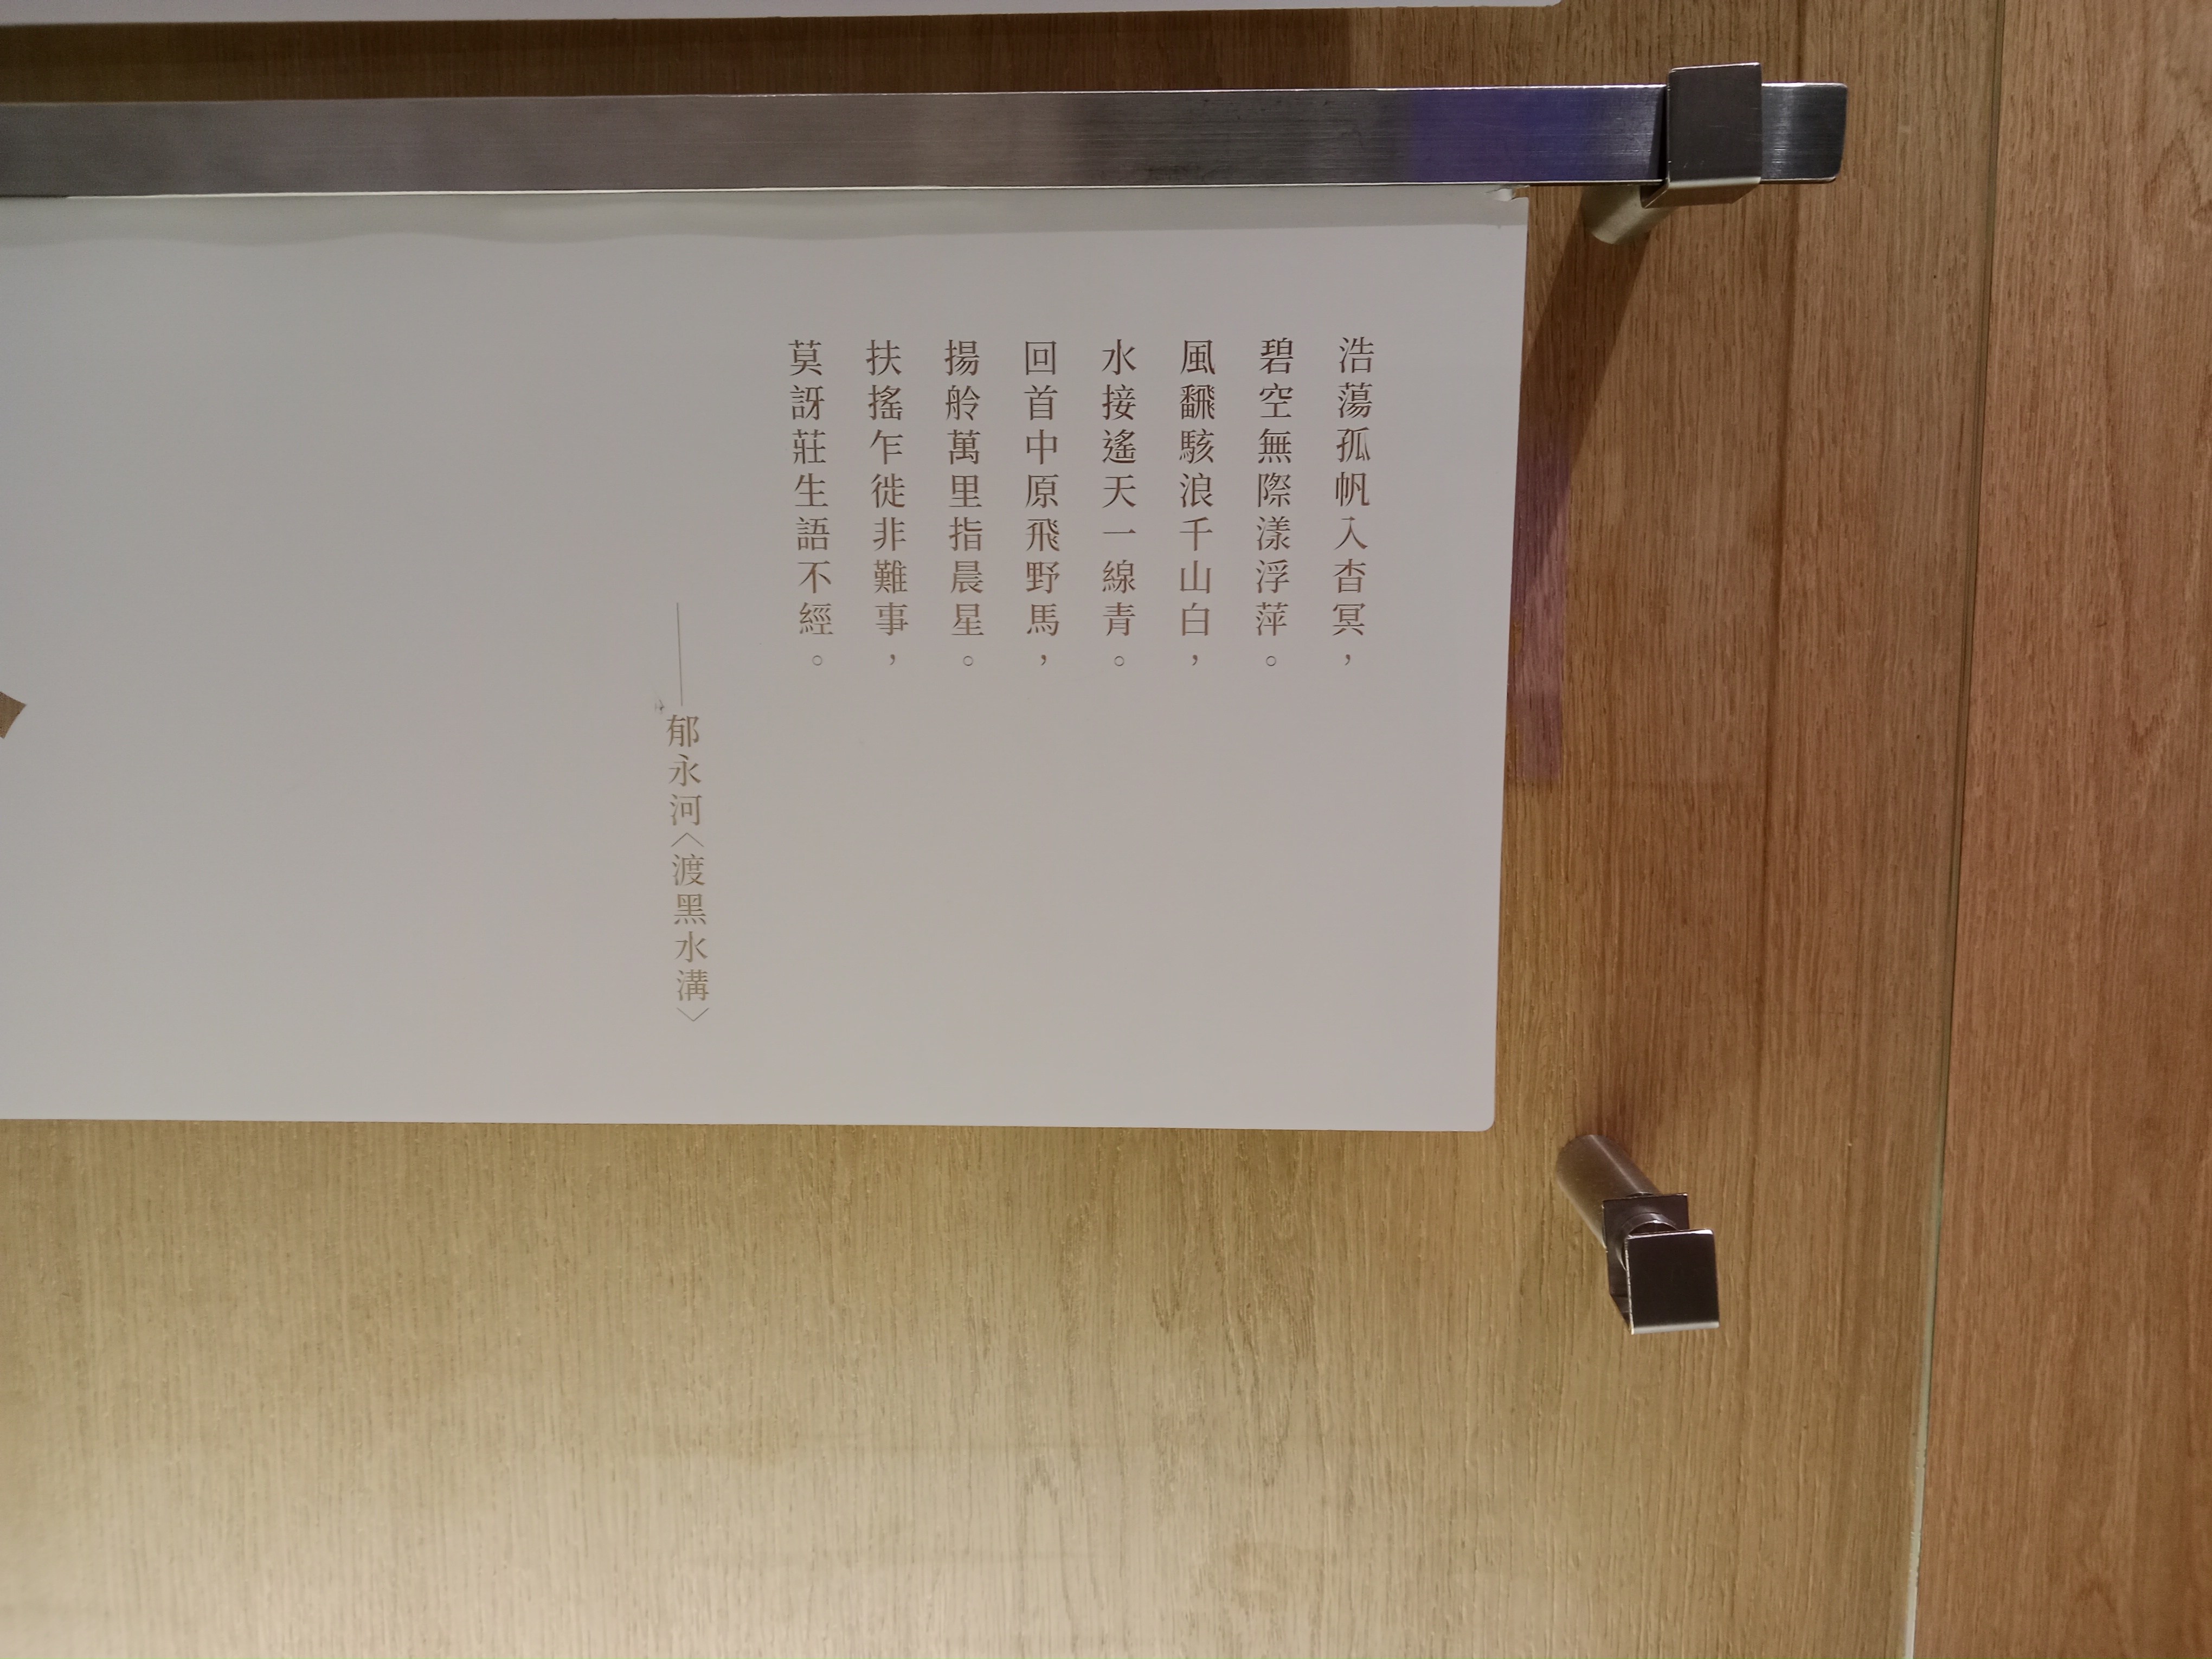 浩蕩孤帆入杳冥，
碧空無際漾浮萍。
風飜駭浪千山白，
水接遙天一線青。
回首中原飛野馬，
揚舲萬里指晨星。
扶搖乍徙非難事，
莫訝莊生語不經。
——郁永河〈渡黑水溝〉